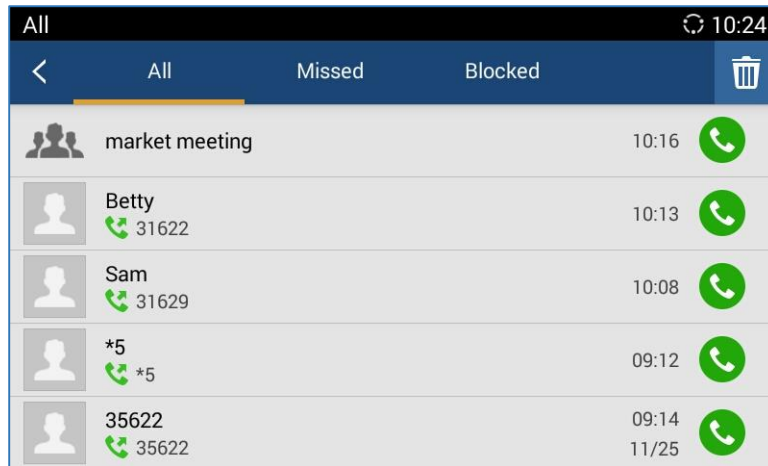 All 10:24
All Missed Blocked
market meeting 10:16
Betty
31622 10:13
Sam
31629 10:08
*5
*5 09:12
35622 09:14
35622 11/25